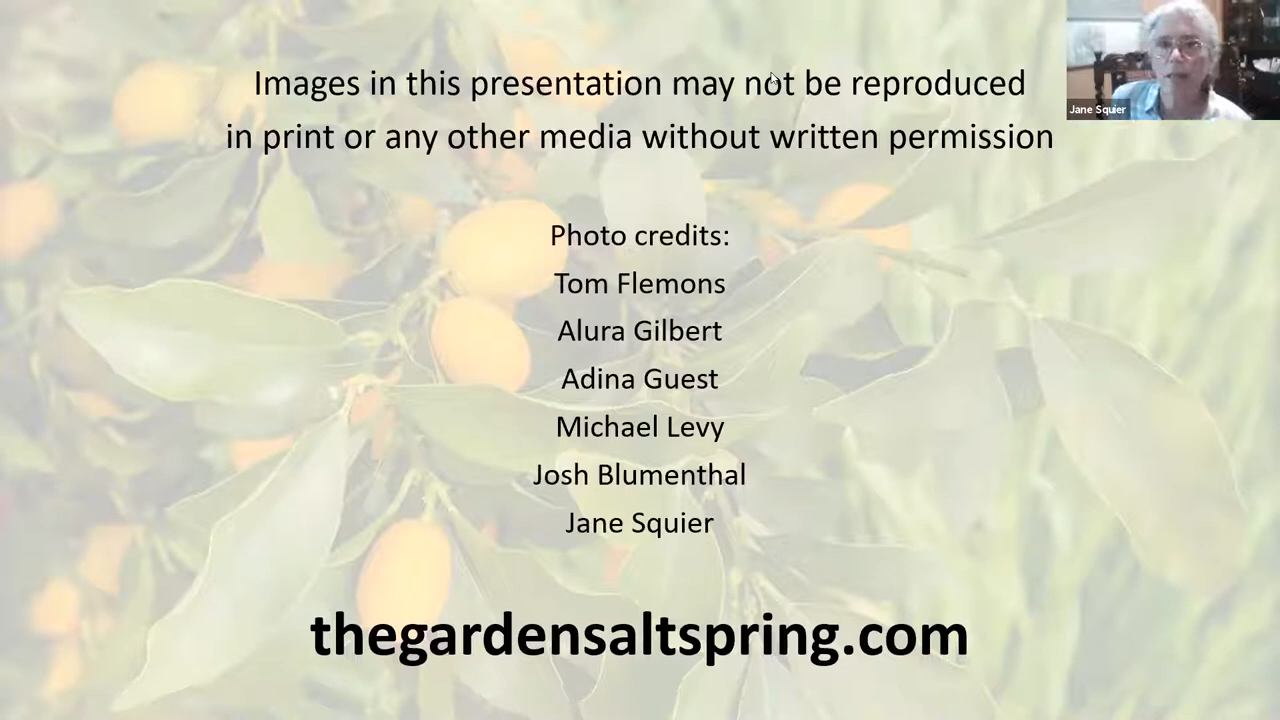 Images in this presentation may not be reproduced
in print or any other media without written permission
Jane Squier
Photo credits:
Tom Flemons
Alura Gilbert
Adina Guest
Michael Levy
Josh Blumenthal
Jane Squier
thegardensaltspring.com